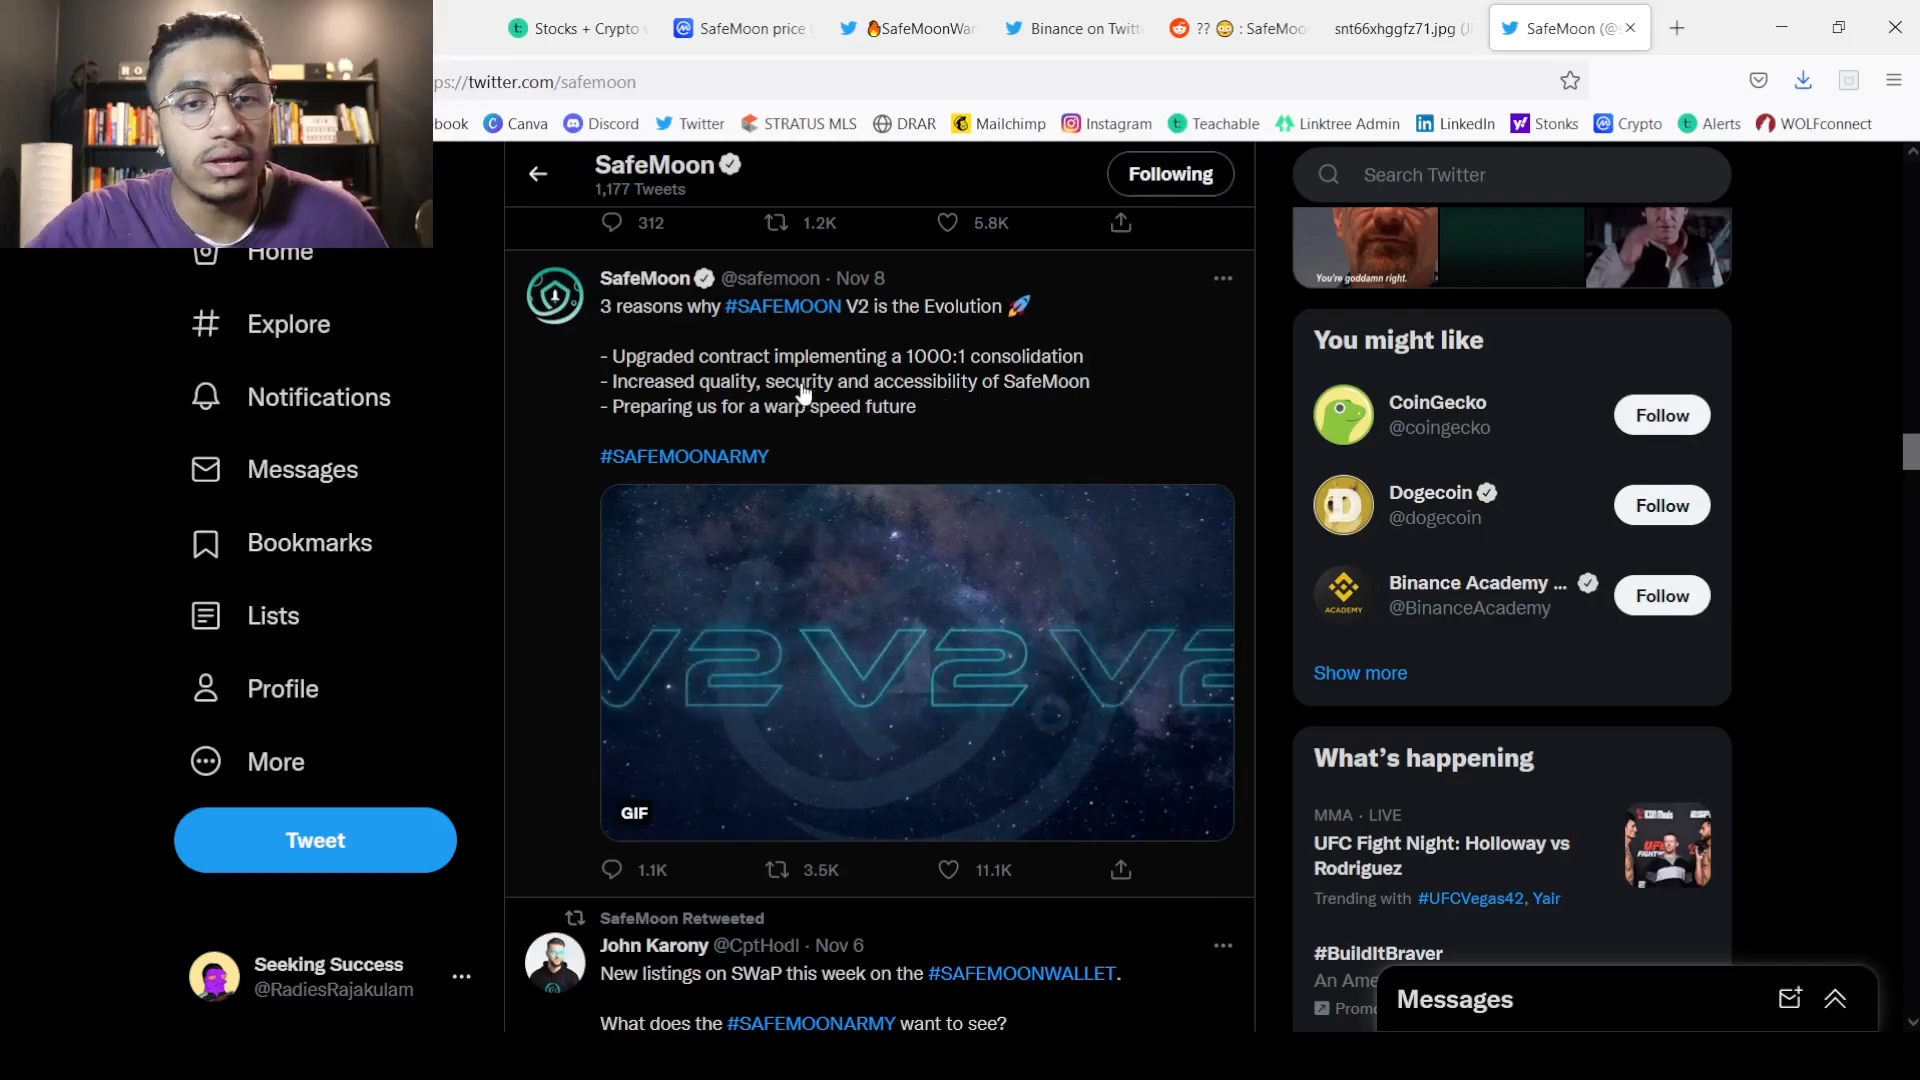 Stocks + Crypto
SafeMoon price
🔥SafeMoonWar
Binance on Twitt
?? 😳 : SafeMoo
snt66xhggfz71.jpg (J
SafeMoon (@
ps://twitter.com/safemoon
book
Canva
Discord
Twitter
STRATUS MLS
DRAR
Mailchimp
Instagram
Teachable
Linktree Admin
LinkedIn
Stonks
Crypto
Alerts
WOLFconnect
SafeMoon
1,177 Tweets
Following
Search Twitter
312
1.2K
5.8K
You're goddamn right.
Home
Explore
Notifications
Messages
Bookmarks
Lists
Profile
More
Tweet
Seeking Success
@RadiesRajakulam
SafeMoon @safemoon · Nov 8
3 reasons why #SAFEMOON V2 is the Evolution 🚀
- Upgraded contract implementing a 1000:1 consolidation
- Increased quality, security and accessibility of SafeMoon
- Preparing us for a warp speed future
#SAFEMOONARMY
V2 V2 V2
GIF
1.1K
3.5K
11.1K
SafeMoon Retweeted
John Karony @CptHodl · Nov 6
New listings on SWaP this week on the #SAFEMOONWALLET.
What does the #SAFEMOONARMY want to see?
You might like
CoinGecko
@coingecko
Follow
Dogecoin
@dogecoin
Follow
Binance Academy ...
@BinanceAcademy
ACADEMY
Follow
Show more
What's happening
MMA · LIVE
UFC Fight Night: Holloway vs
Rodriguez
Trending with #UFCVegas42, Yair
#BuildItBraver
An Ame
Promo
Messages